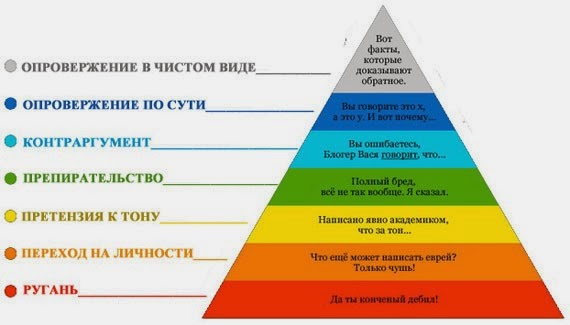 Вот
факты,
которые
доказывают
обратное.
ОПРОВЕРЖЕНИЕ В ЧИСТОМ ВИДЕ
ОПРОВЕРЖЕНИЕ ПО СУТИ
Вы говорите это х,
а это у. И вот почему...
КОНТРАРГУМЕНТ
Вы ошибаетесь,
Блогер Вася говорит, что...
ПРЕПИРАТЕЛЬСТВО
Полный бред,
всё не так вообще. Я сказал.
ПРЕТЕНЗИЯ К ТОНУ
Написано явно академиком,
что за тон...
ПЕРЕХОД НА ЛИЧНОСТИ
Что ещё может написать еврей?
Только чушь!
РУГАНЬ
Да ты конченый дебил!